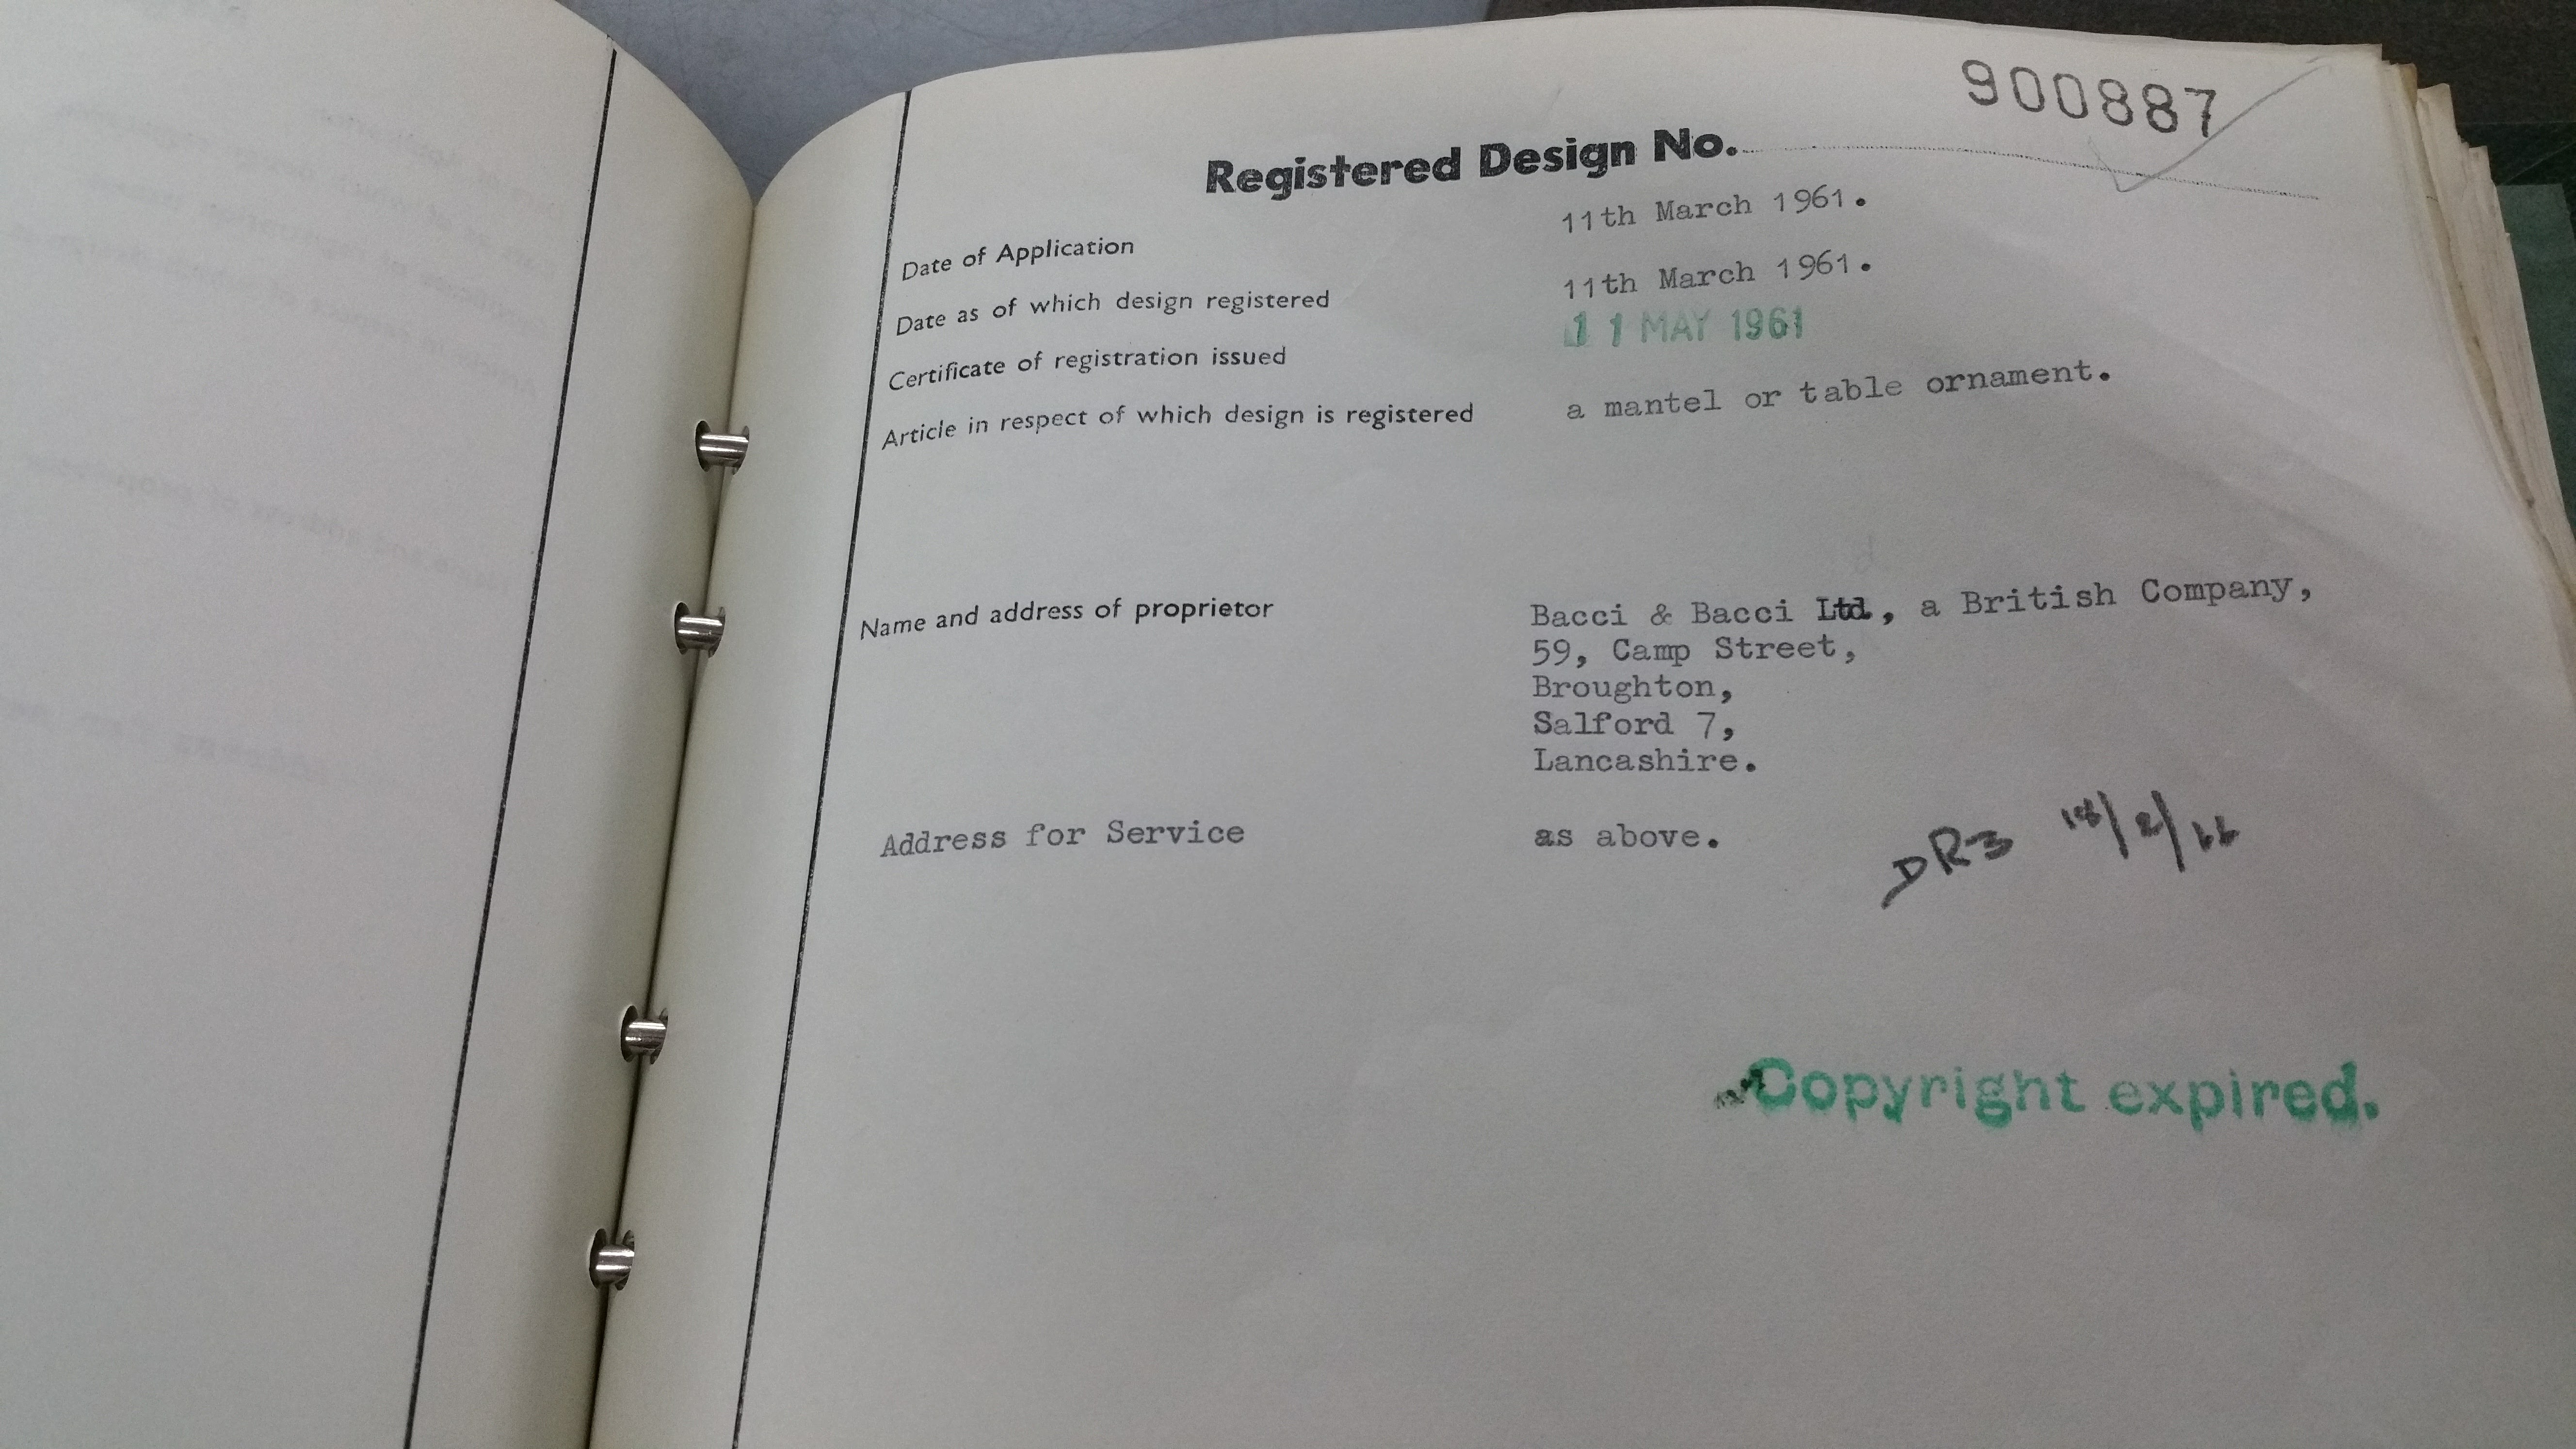 900887
Registered Design No.
Date of Application 11th March 1961.
Date as of which design registered 11th March 1961.
Certificate of registration issued 11 MAY 1961
Article in respect of which design is registered a mantel or table ornament.
Name and address of proprietor Bacci & Bacci Ltd, a British Company,
59, Camp Street,
Broughton,
Salford 7,
Lancashire.
Address for Service as above.
DR3
Copyright expired.